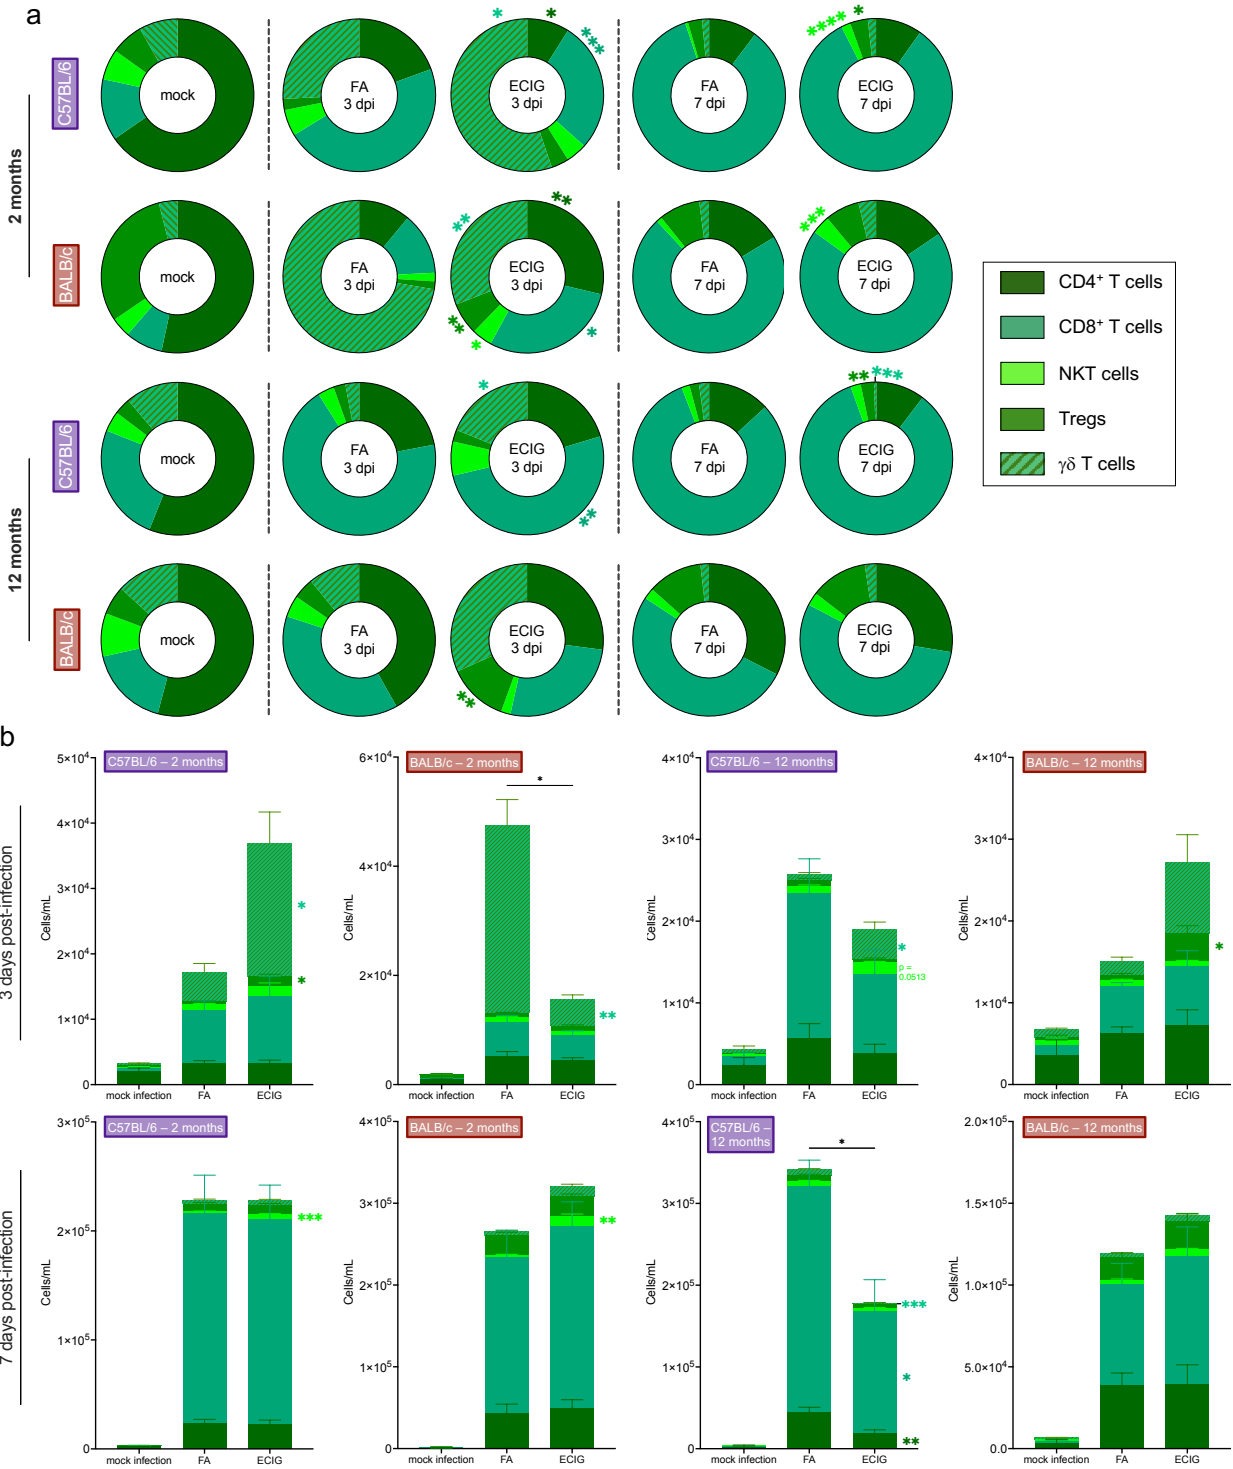 a
2 months
C57BL/6
mock
FA
3 dpi
*
*
***
ECIG
3 dpi
FA
7 dpi
****
*
ECIG
7 dpi
BALB/c
mock
FA
3 dpi
**
**
**
*
*
ECIG
3 dpi
FA
7 dpi
***
ECIG
7 dpi
CD4⁺ T cells
CD8⁺ T cells
NKT cells
Tregs
γδ T cells
12 months
C57BL/6
mock
FA
3 dpi
*
**
ECIG
3 dpi
FA
7 dpi
**
***
ECIG
7 dpi
BALB/c
mock
FA
3 dpi
**
ECIG
3 dpi
FA
7 dpi
ECIG
7 dpi
b
3 days post-infection
C57BL/6 – 2 months
Cells/mL
5×10⁴
4×10⁴
3×10⁴
2×10⁴
1×10⁴
0
*
*
mock infection
FA
ECIG
BALB/c – 2 months
Cells/mL
6×10⁴
4×10⁴
2×10⁴
0
*
**
mock infection
FA
ECIG
C57BL/6 – 12 months
Cells/mL
4×10⁴
3×10⁴
2×10⁴
1×10⁴
0
*
p =
0.0513
mock infection
FA
ECIG
BALB/c – 12 months
Cells/mL
4×10⁴
3×10⁴
2×10⁴
1×10⁴
0
*
mock infection
FA
ECIG
7 days post-infection
C57BL/6 – 2 months
Cells/mL
3×10⁵
2×10⁵
1×10⁵
0
***
mock infection
FA
ECIG
BALB/c – 2 months
Cells/mL
4×10⁵
3×10⁵
2×10⁵
1×10⁵
0
**
mock infection
FA
ECIG
C57BL/6 –
12 months
Cells/mL
4×10⁵
3×10⁵
2×10⁵
1×10⁵
0
*
***
*
**
mock infection
FA
ECIG
BALB/c – 12 months
Cells/mL
2.0×10⁵
1.5×10⁵
1.0×10⁵
5.0×10⁴
0.0
mock infection
FA
ECIG